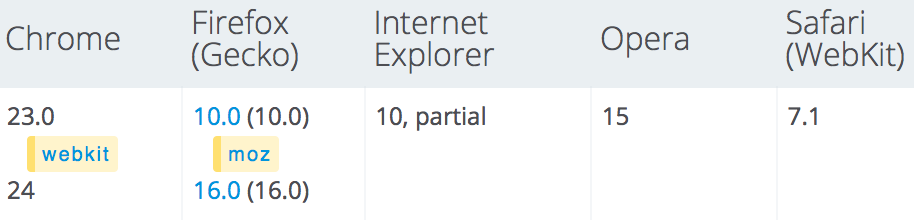 Chrome
Firefox
(Gecko)
Internet
Explorer
Opera
Safari
(WebKit)
23.0
webkit
24
10.0 (10.0)
moz
16.0 (16.0)
10, partial
15
7.1